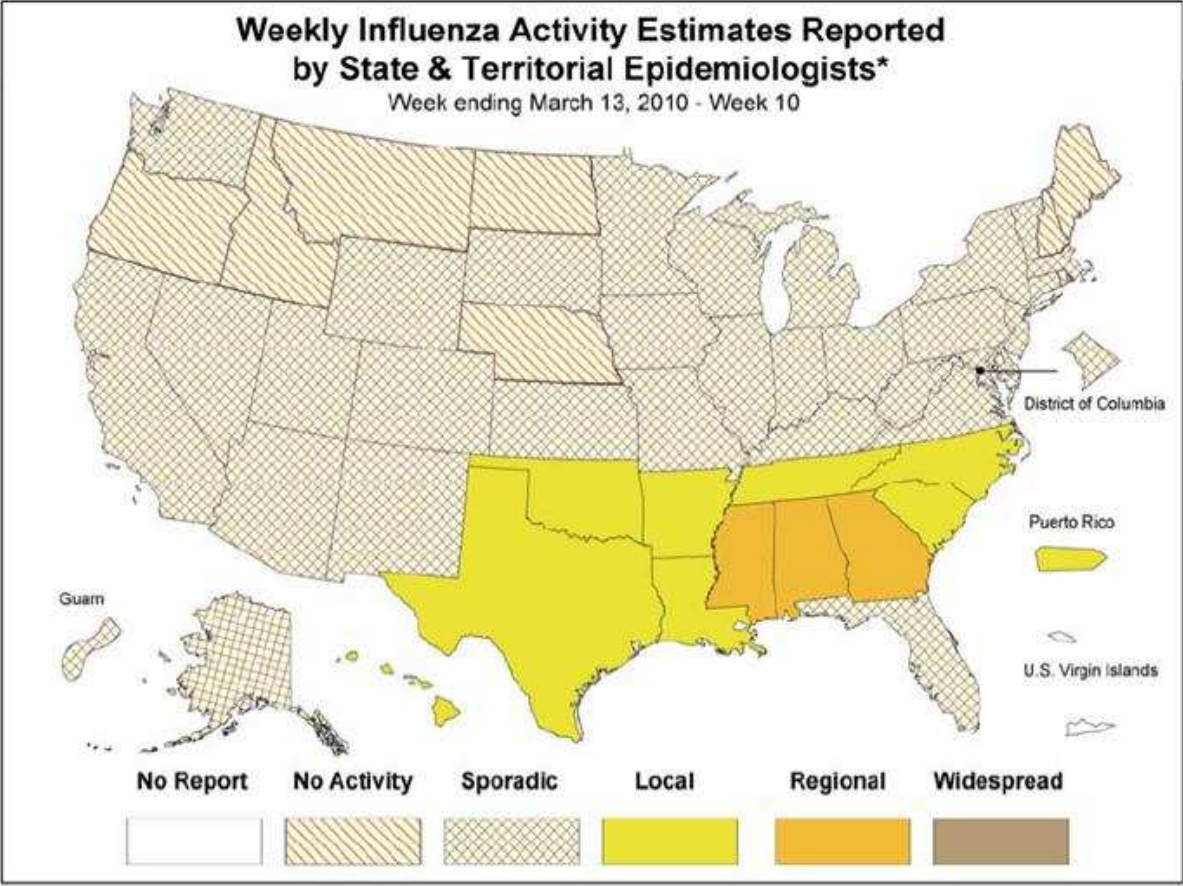 Weekly Influenza Activity Estimates Reported
by State & Territorial Epidemiologists*
Week ending March 13, 2010 - Week 10
District of Columbia
Puerto Rico
Guam
U.S. Virgin Islands
No Report No Activity Sporadic Local Regional Widespread